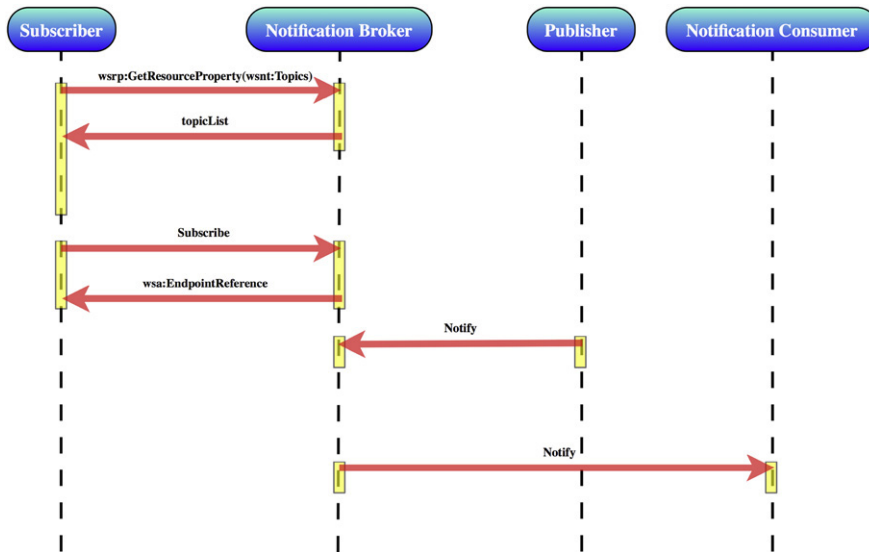 Subscriber
Notification Broker
Publisher
Notification Consumer
wsrp:GetResourceProperty(wsnt:Topics)
topicList
Subscribe
wsa:EndpointReference
Notify
Notify